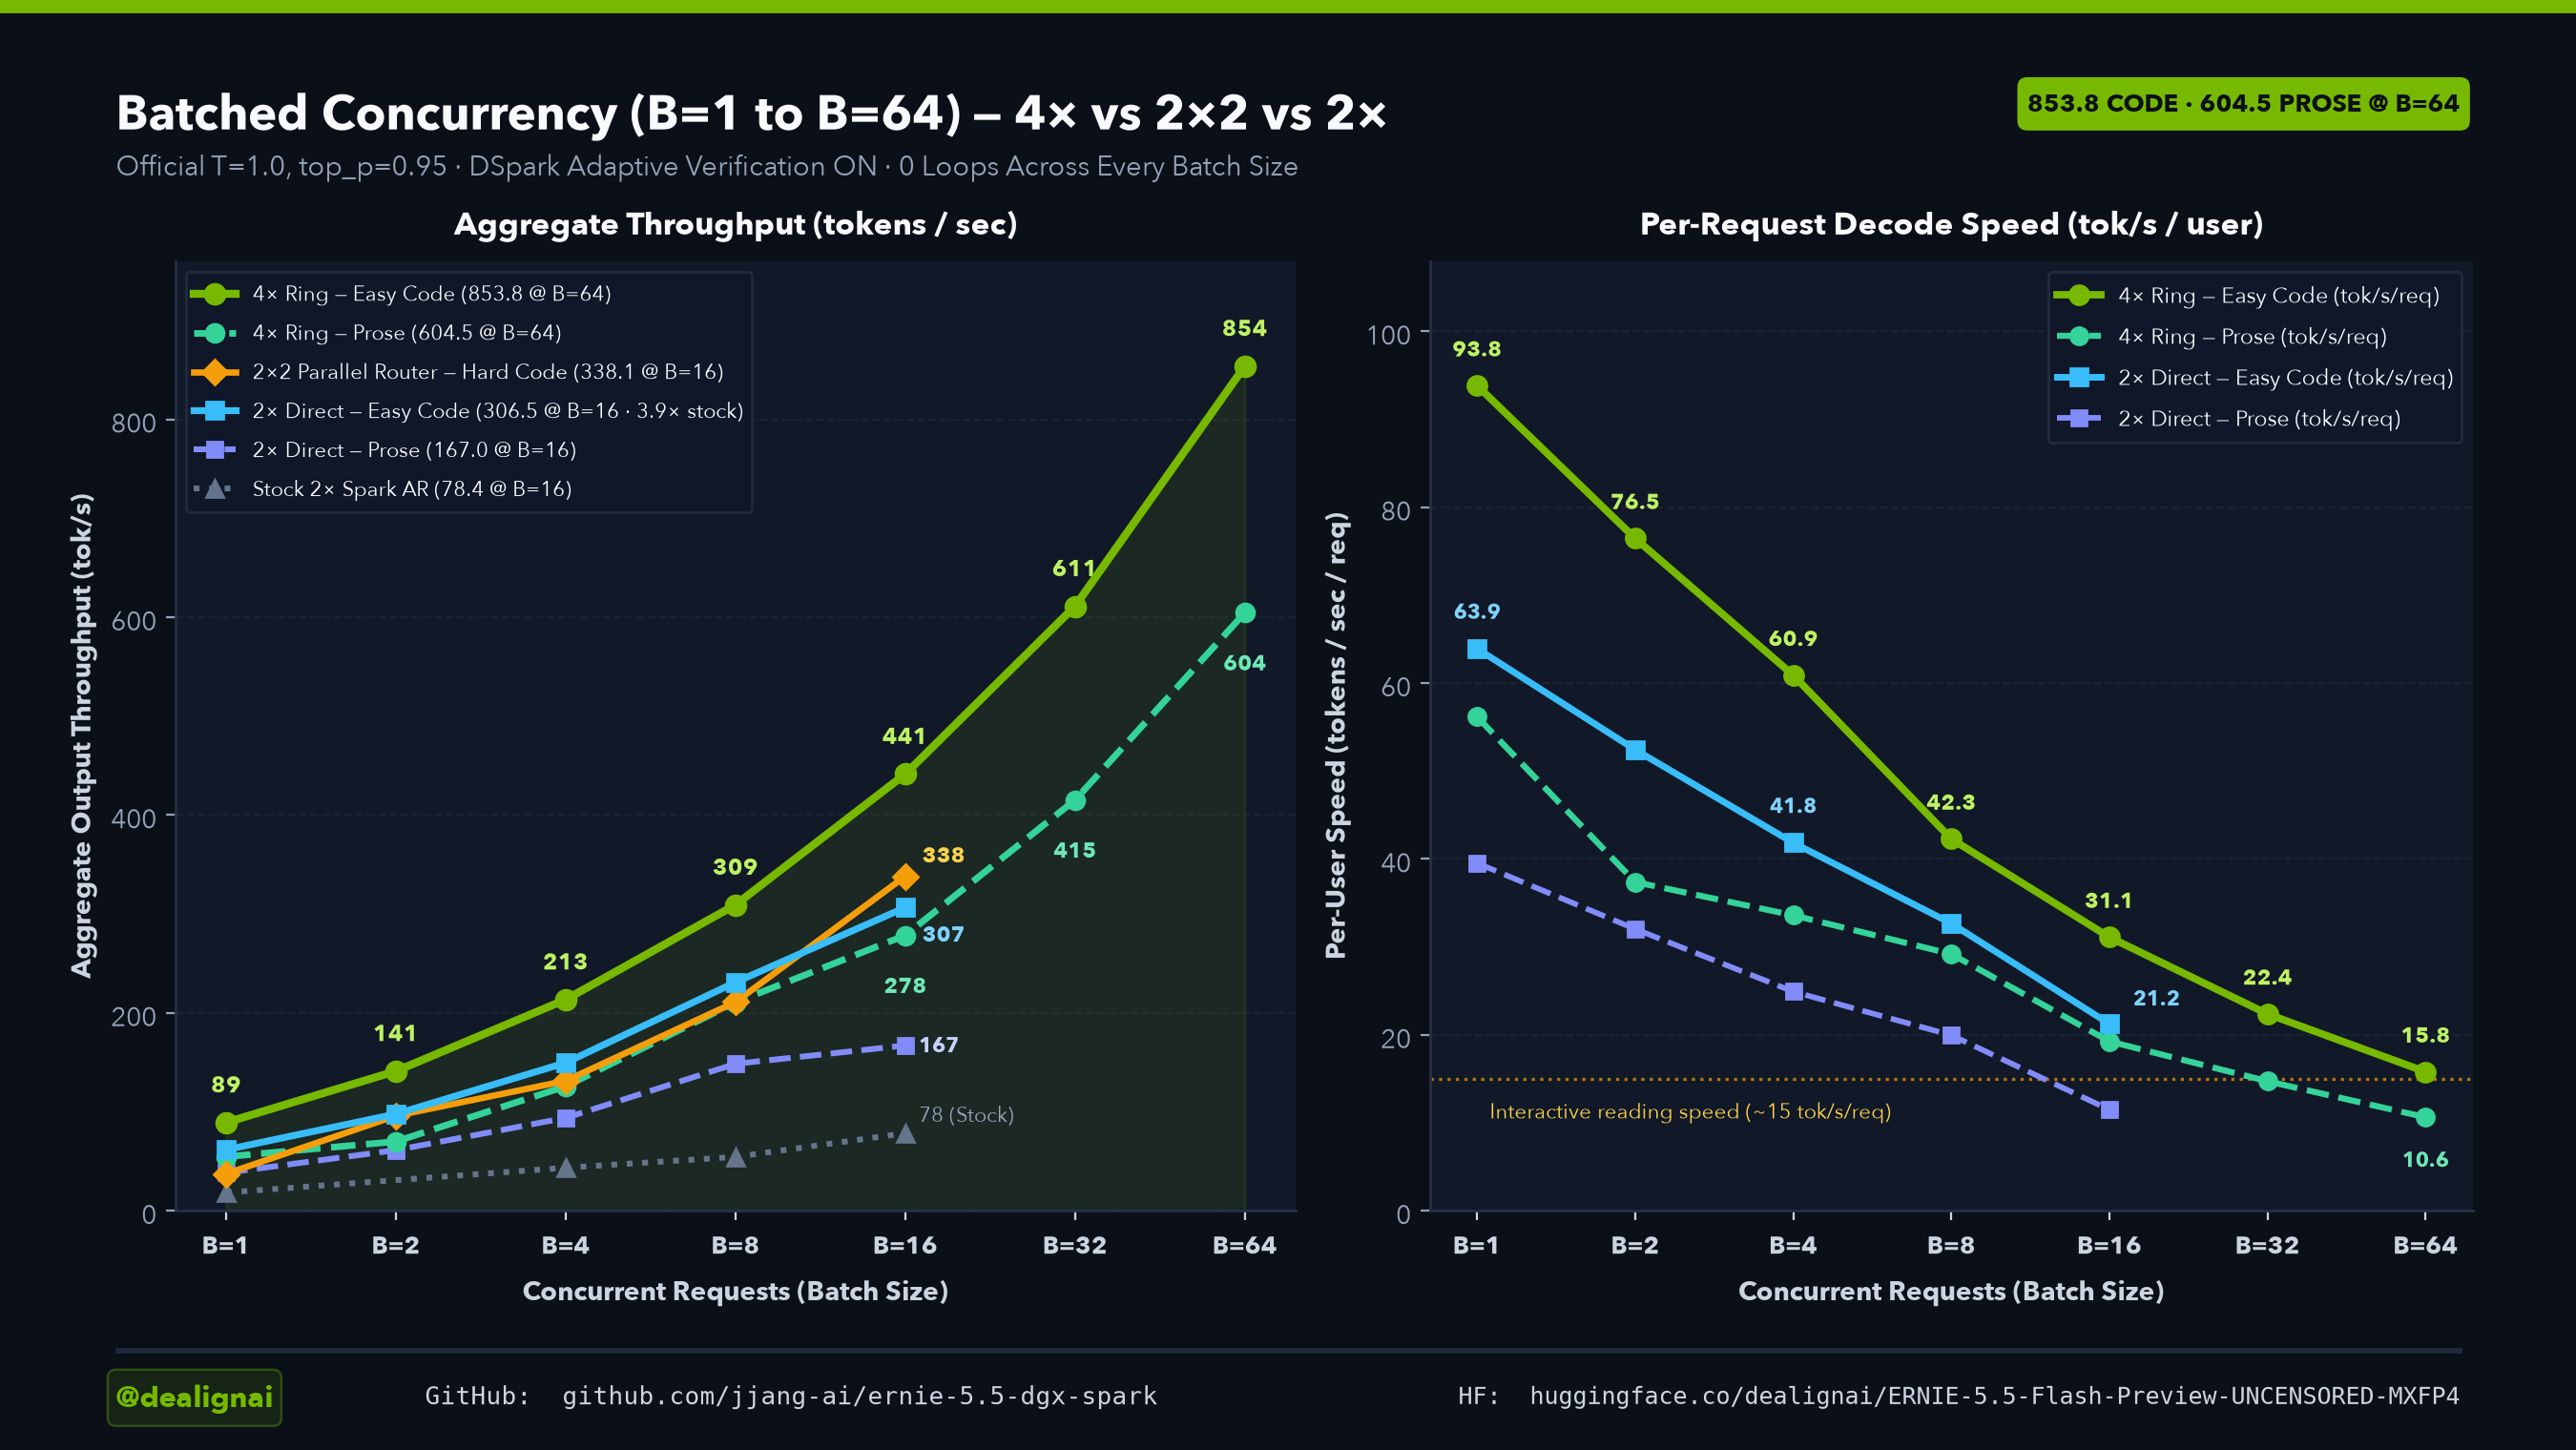 Batched Concurrency (B=1 to B=64) — 4× vs 2×2 vs 2×
853.8 CODE · 604.5 PROSE @ B=64
Official T=1.0, top_p=0.95 · DSpark Adaptive Verification ON · 0 Loops Across Every Batch Size
Aggregate Throughput (tokens / sec)
4× Ring — Easy Code (853.8 @ B=64)
4× Ring — Prose (604.5 @ B=64)
2×2 Parallel Router — Hard Code (338.1 @ B=16)
2× Direct — Easy Code (306.5 @ B=16 · 3.9× stock)
2× Direct — Prose (167.0 @ B=16)
Stock 2× Spark AR (78.4 @ B=16)
Aggregate Output Throughput (tok/s)
800
600
400
200
0
89
141
213
309
441
611
854
338
307
278
415
604
167
78 (Stock)
B=1
B=2
B=4
B=8
B=16
B=32
B=64
Concurrent Requests (Batch Size)
Per-Request Decode Speed (tok/s / user)
4× Ring — Easy Code (tok/s/req)
4× Ring — Prose (tok/s/req)
2× Direct — Easy Code (tok/s/req)
2× Direct — Prose (tok/s/req)
Per-User Speed (tokens / sec / req)
100
80
60
40
20
0
93.8
76.5
60.9
42.3
31.1
22.4
15.8
63.9
41.8
21.2
10.6
Interactive reading speed (~15 tok/s/req)
B=1
B=2
B=4
B=8
B=16
B=32
B=64
Concurrent Requests (Batch Size)
@dealignai
GitHub: github.com/jjang-ai/ernie-5.5-dgx-spark
HF: huggingface.co/dealignai/ERNIE-5.5-Flash-Preview-UNCENSORED-MXFP4